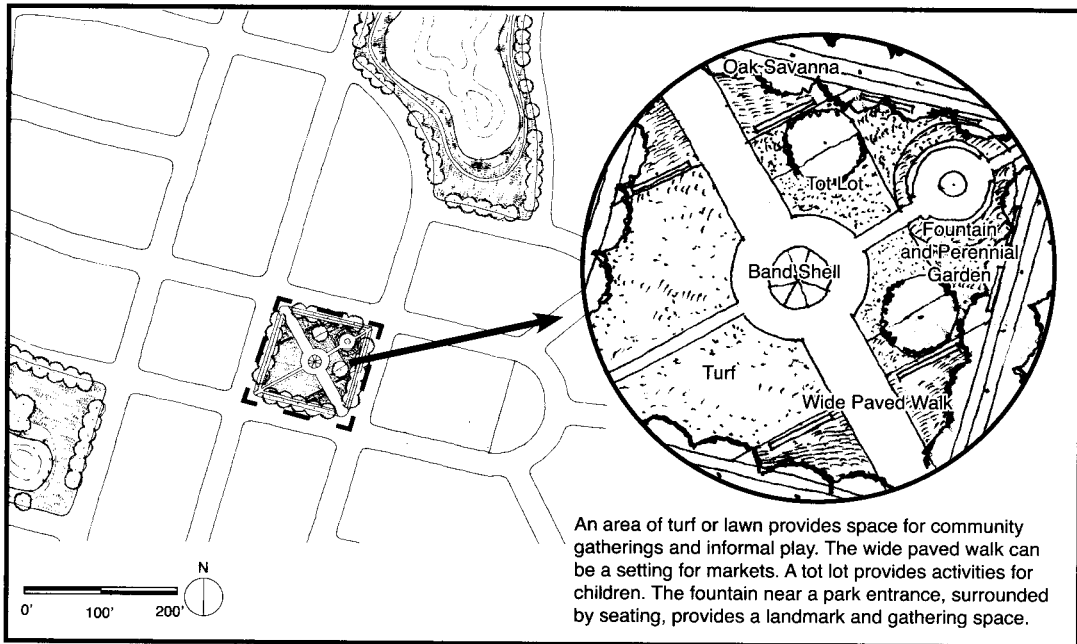 Oak Savanna
Tot Lot
Fountain
and Perennial
Garden
Band Shell
Turf
Wide Paved Walk
An area of turf or lawn provides space for community
gatherings and informal play. The wide paved walk can
be a setting for markets. A tot lot provides activities for
children. The fountain near a park entrance, surrounded
by seating, provides a landmark and gathering space.
N
0' 100' 200'